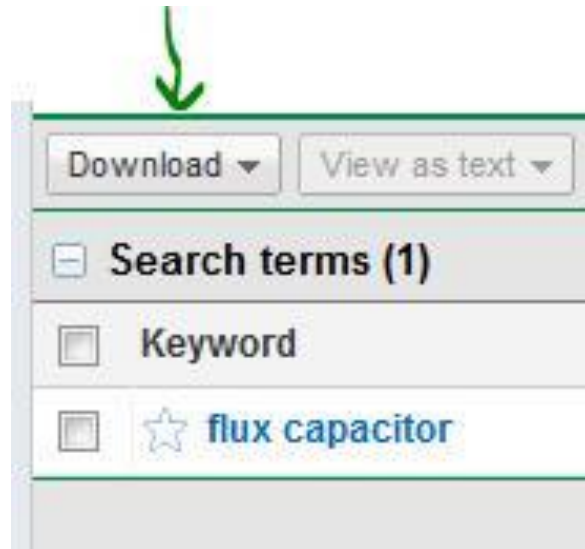 Download View as text
Search terms (1)
Keyword
flux capacitor